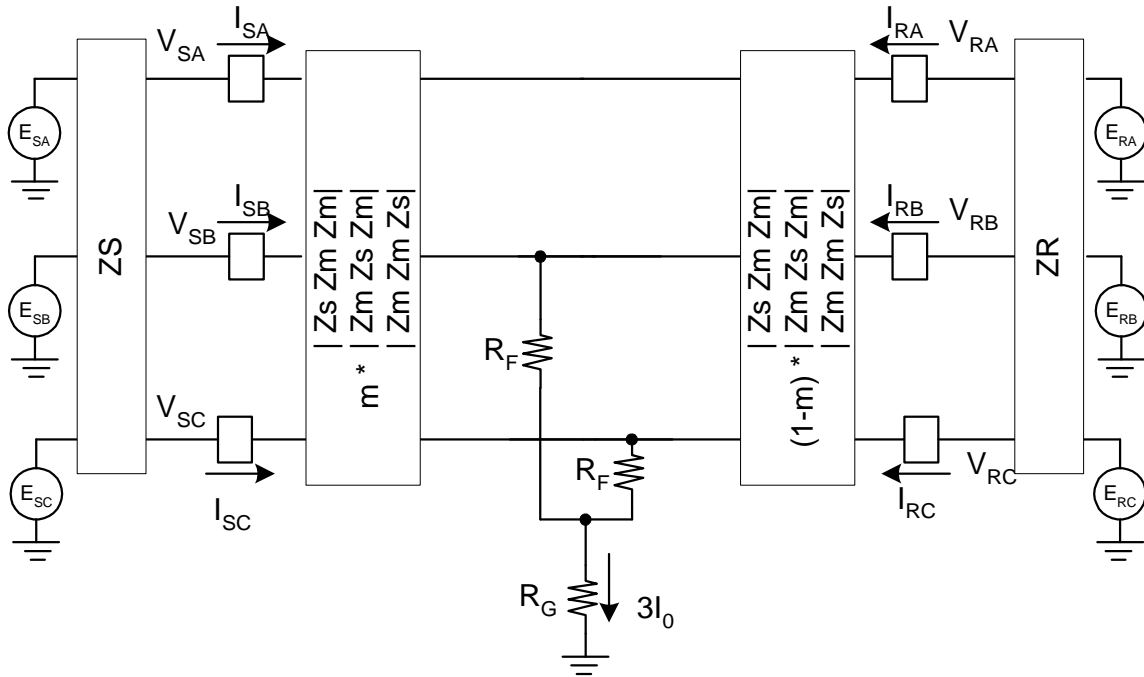 I_SA
V_SA
I_RA
V_RA
E_SA
E_RA
I_SB
V_SB
I_RB
V_RB
ZS
ZR
E_SB
E_RB
m * |Zs Zm Zm|
|Zm Zs Zm|
|Zm Zm Zs|
(1-m) * |Zs Zm Zm|
|Zm Zs Zm|
|Zm Zm Zs|
R_F
V_SC
R_F
V_RC
E_SC
I_SC
I_RC
E_RC
R_G
3I_0